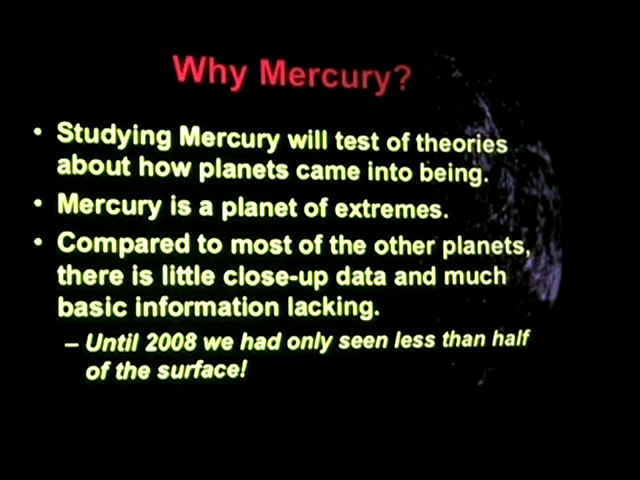 Why Mercury?
• Studying Mercury will test of theories
about how planets came into being.
• Mercury is a planet of extremes.
• Compared to most of the other planets,
there is little close-up data and much
basic information lacking.
– Until 2008 we had only seen less than half
of the surface!